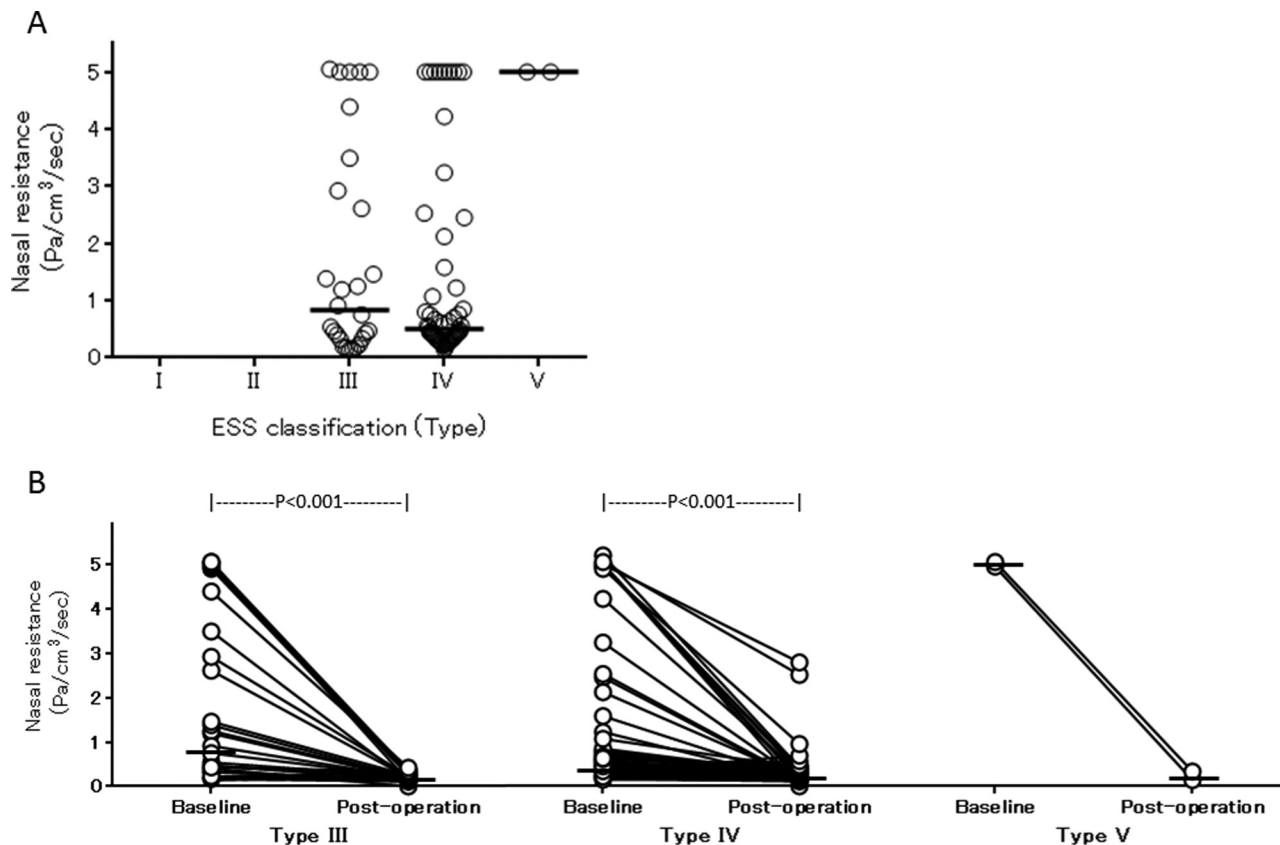 A
Nasal resistance
(Pa/cm³/sec)
5
4
3
2
1
0
I II III IV V
ESS classification (Type)
B
|---------P<0.001---------| |---------P<0.001---------|
Nasal resistance
(Pa/cm³/sec)
5
4
3
2
1
0
Baseline Post-operation Baseline Post-operation Baseline Post-operation
Type III Type IV Type V